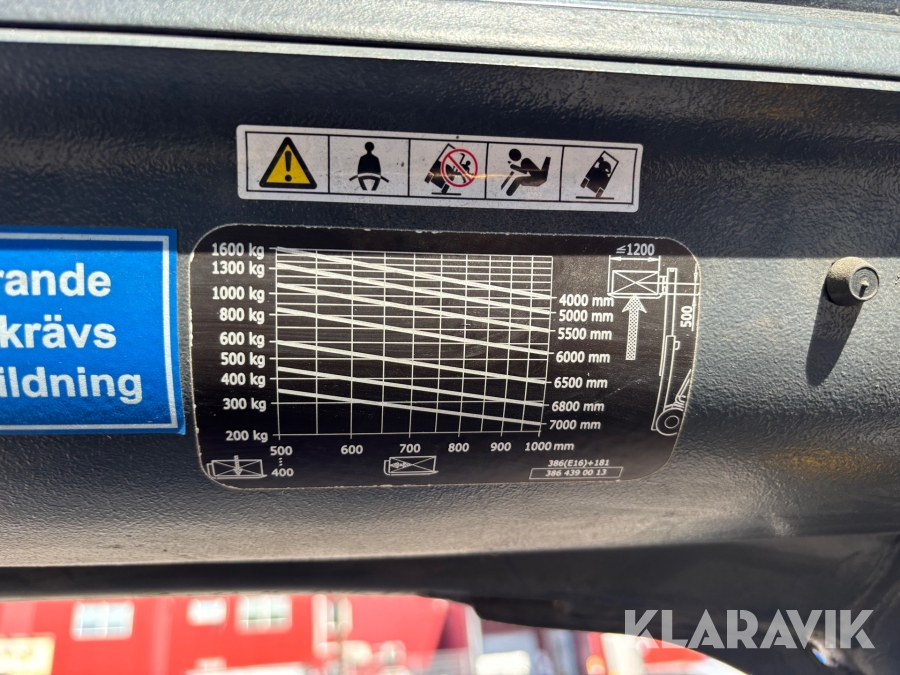 rande
krävs
ildning
1600 kg
1300 kg
1000 kg
800 kg
600 kg
500 kg
400 kg
300 kg
200 kg
500
600
700
800
900
1000 mm
400
4000 mm
5000 mm
5500 mm
6000 mm
6500 mm
6800 mm
7000 mm
≤1200
500
386(E16)+181
386 439 00 13
KLARAVIK